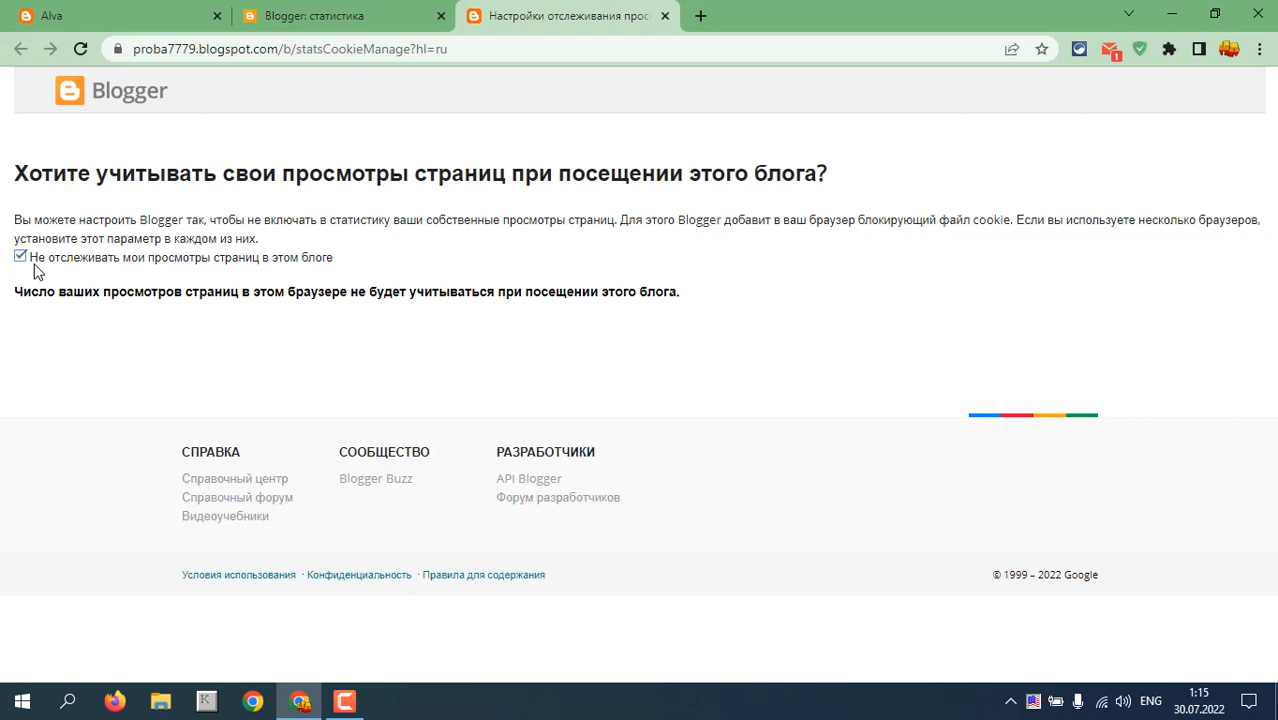 Alva
Blogger: статистика
Настройки отслеживания прос
proba7779.blogspot.com/b/statsCookieManage?hl=ru
1
Blogger
Хотите учитывать свои просмотры страниц при посещении этого блога?
Вы можете настроить Blogger так, чтобы не включать в статистику ваши собственные просмотры страниц. Для этого Blogger добавит в ваш браузер блокирующий файл cookie. Если вы используете несколько браузеров,
установите этот параметр в каждом из них.
Не отслеживать мои просмотры страниц в этом блоге
Число ваших просмотров страниц в этом браузере не будет учитываться при посещении этого блога.
СПРАВКА СООБЩЕСТВО РАЗРАБОТЧИКИ
Справочный центр Blogger Buzz API Blogger
Справочный форум Форум разработчиков
Видеоучебники
Условия использования · Конфиденциальность · Правила для содержания © 1999 – 2022 Google
K
ENG
1:15
30.07.2022